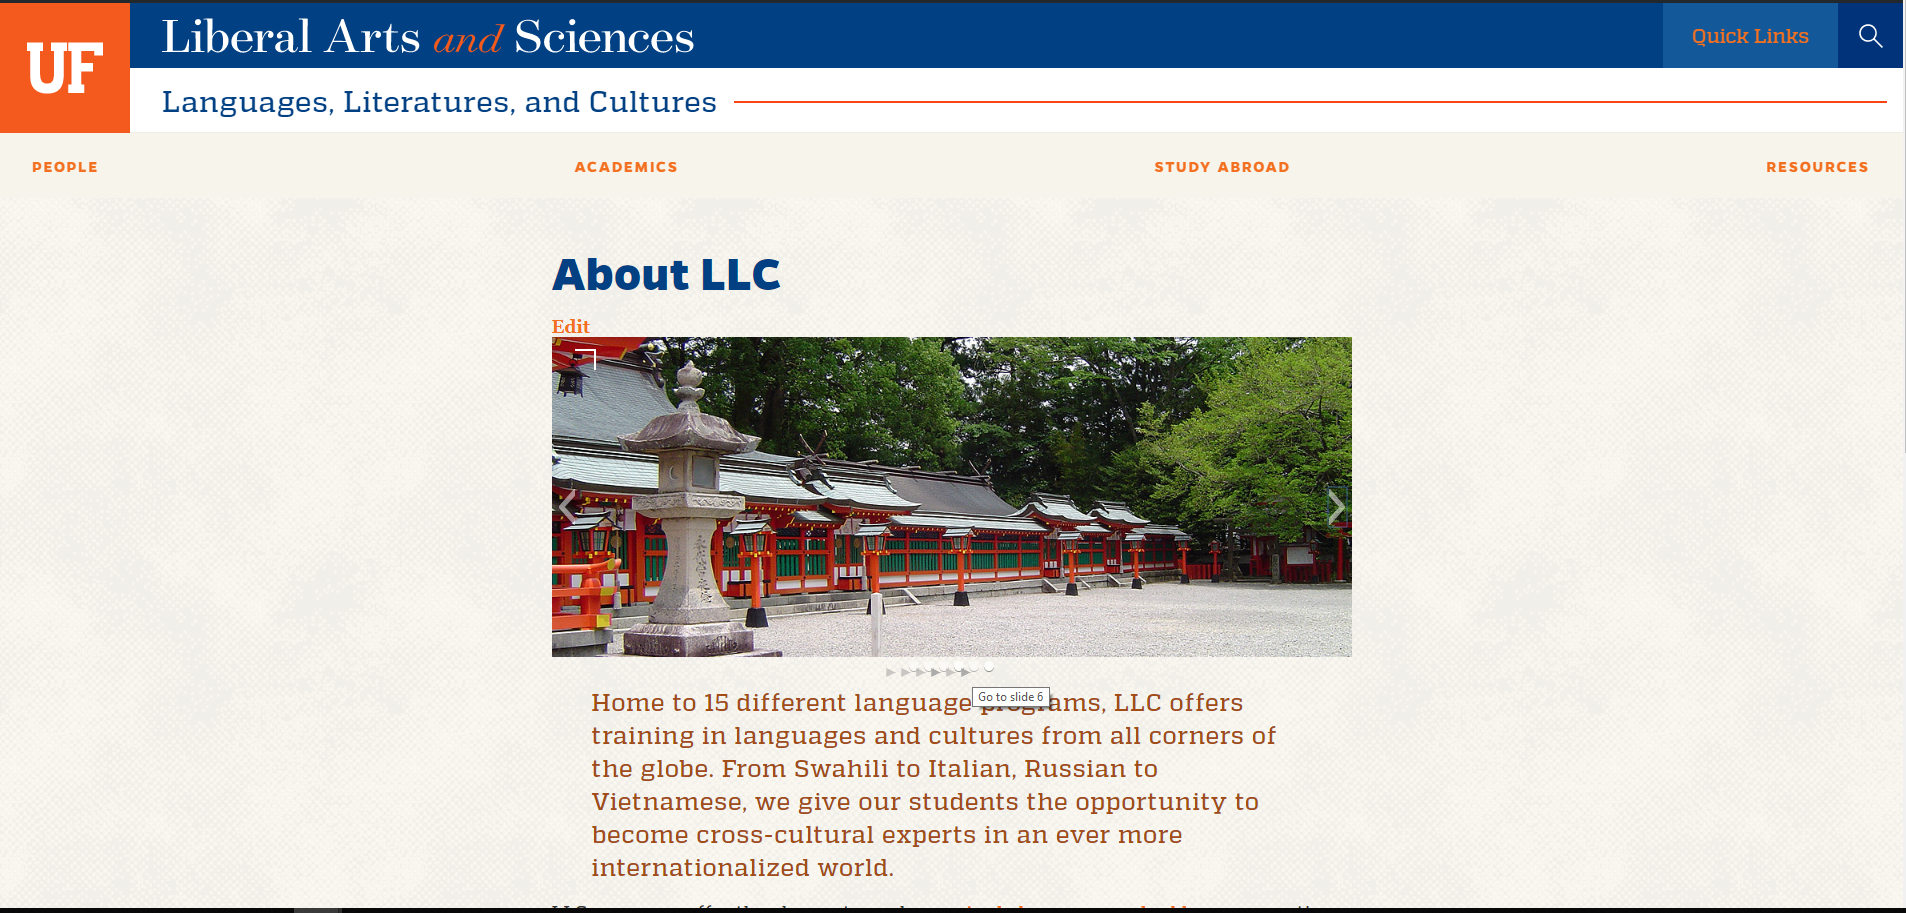 UF
Liberal Arts and Sciences
Quick Links
Languages, Literatures, and Cultures
PEOPLE
ACADEMICS
STUDY ABROAD
RESOURCES
About LLC
Edit
Go to slide 6
Home to 15 different language programs, LLC offers
training in languages and cultures from all corners of
the globe. From Swahili to Italian, Russian to
Vietnamese, we give our students the opportunity to
become cross-cultural experts in an ever more
internationalized world.